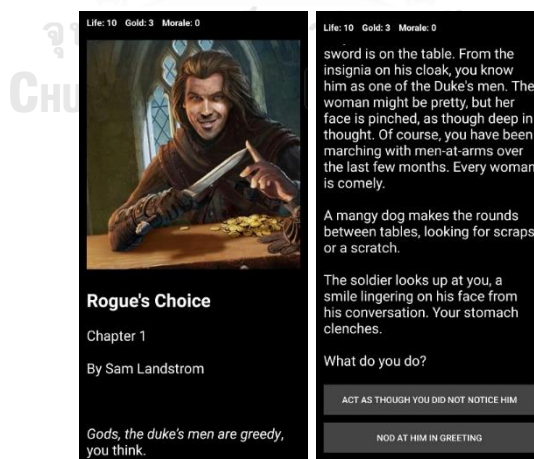 Life: 10 Gold: 3 Morale: 0
Rogue's Choice
Chapter 1
By Sam Landstrom
Gods, the duke's men are greedy,
you think.
Life: 10 Gold: 3 Morale: 0
sword is on the table. From the
insignia on his cloak, you know
him as one of the Duke's men. The
woman might be pretty, but her
face is pinched, as though deep in
thought. Of course, you have been
marching with men-at-arms over
the last few months. Every woman
is comely.
A mangy dog makes the rounds
between tables, looking for scraps
or a scratch.
The soldier looks up at you, a
smile lingering on his face from
his conversation. Your stomach
clenches.
What do you do?
ACT AS THOUGH YOU DID NOT NOTICE HIM
NOD AT HIM IN GREETING